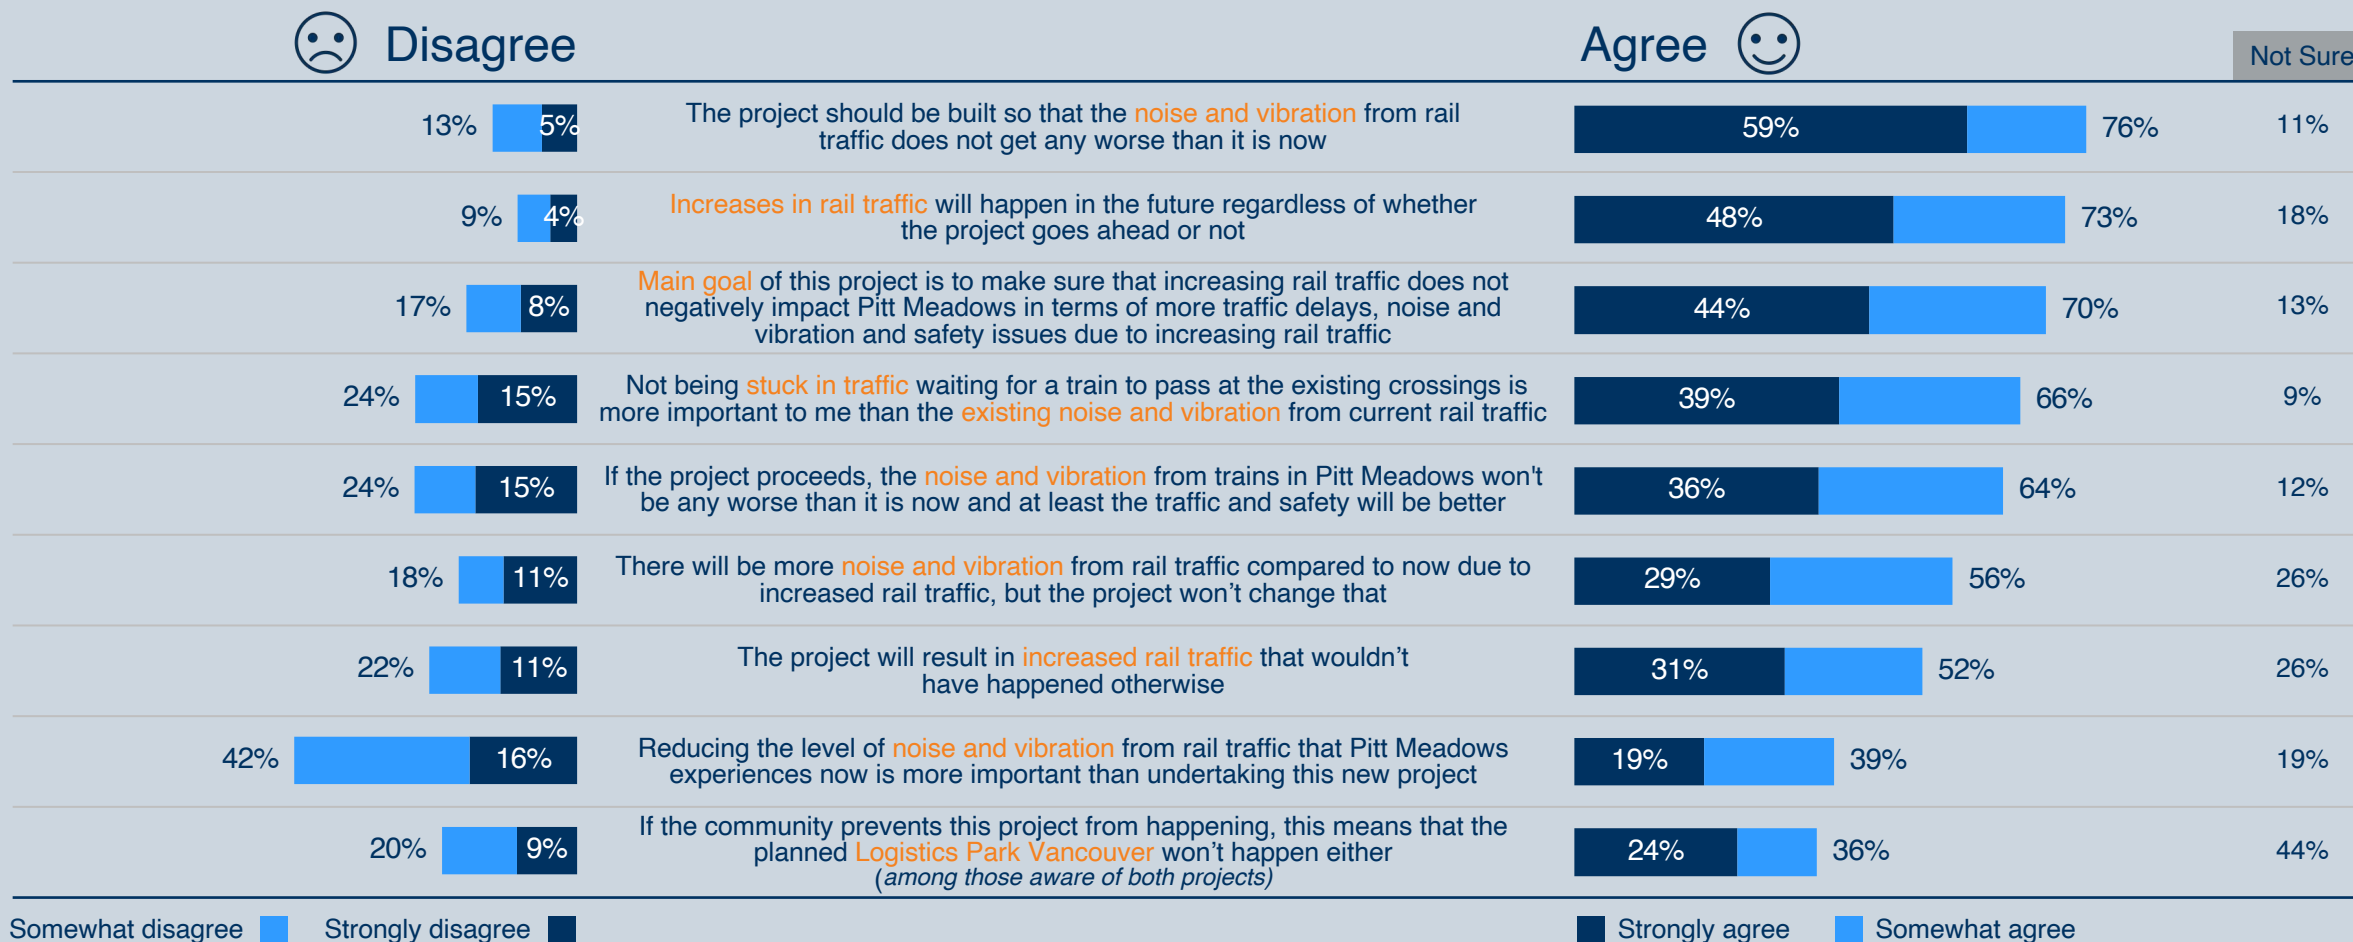 Disagree
Agree
Not Sure
13%
5%
The project should be built so that the noise and vibration from rail
traffic does not get any worse than it is now
59%
76%
11%
9%
4%
Increases in rail traffic will happen in the future regardless of whether
the project goes ahead or not
48%
73%
18%
17%
8%
Main goal of this project is to make sure that increasing rail traffic does not
negatively impact Pitt Meadows in terms of more traffic delays, noise and
vibration and safety issues due to increasing rail traffic
44%
70%
13%
24%
15%
Not being stuck in traffic waiting for a train to pass at the existing crossings is
more important to me than the existing noise and vibration from current rail traffic
39%
66%
9%
24%
15%
If the project proceeds, the noise and vibration from trains in Pitt Meadows won't
be any worse than it is now and at least the traffic and safety will be better
36%
64%
12%
18%
11%
There will be more noise and vibration from rail traffic compared to now due to
increased rail traffic, but the project won’t change that
29%
56%
26%
22%
11%
The project will result in increased rail traffic that wouldn’t
have happened otherwise
31%
52%
26%
42%
16%
Reducing the level of noise and vibration from rail traffic that Pitt Meadows
experiences now is more important than undertaking this new project
19%
39%
19%
20%
9%
If the community prevents this project from happening, this means that the
planned Logistics Park Vancouver won’t happen either
(among those aware of both projects)
24%
36%
44%
Somewhat disagree
Strongly disagree
Strongly agree
Somewhat agree